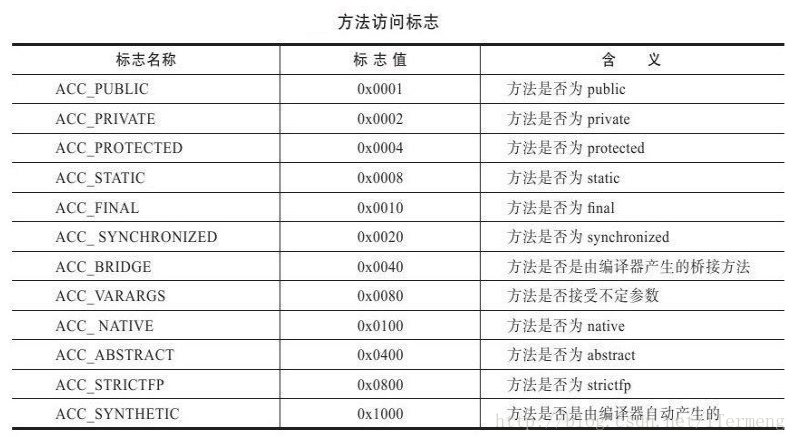 方法访问标志
标志名称 标 志 值 含 义
ACC_PUBLIC 0x0001 方法是否为 public
ACC_PRIVATE 0x0002 方法是否为 private
ACC_PROTECTED 0x0004 方法是否为 protected
ACC_STATIC 0x0008 方法是否为 static
ACC_FINAL 0x0010 方法是否为 final
ACC_ SYNCHRONIZED 0x0020 方法是否为 synchronized
ACC_BRIDGE 0x0040 方法是否是由编译器产生的桥接方法
ACC_VARARGS 0x0080 方法是否接受不定参数
ACC_ NATIVE 0x0100 方法是否为 native
ACC_ABSTRACT 0x0400 方法是否为 abstract
ACC_STRICTFP 0x0800 方法是否为 strictfp
ACC_SYNTHETIC 0x1000 方法是否是由编译器自动产生的